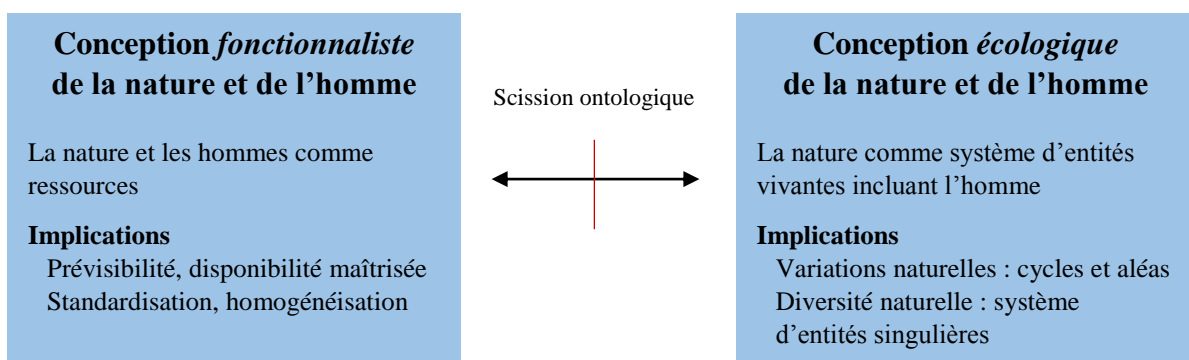 Conception fonctionnaliste
de la nature et de l'homme
La nature et les hommes comme
ressources
Implications
Prévisibilité, disponibilité maîtrisée
Standardisation, homogénéisation
Scission ontologique
Conception écologique
de la nature et de l'homme
La nature comme système d'entités
vivantes incluant l'homme
Implications
Variations naturelles : cycles et aléas
Diversité naturelle : système
d'entités singulières